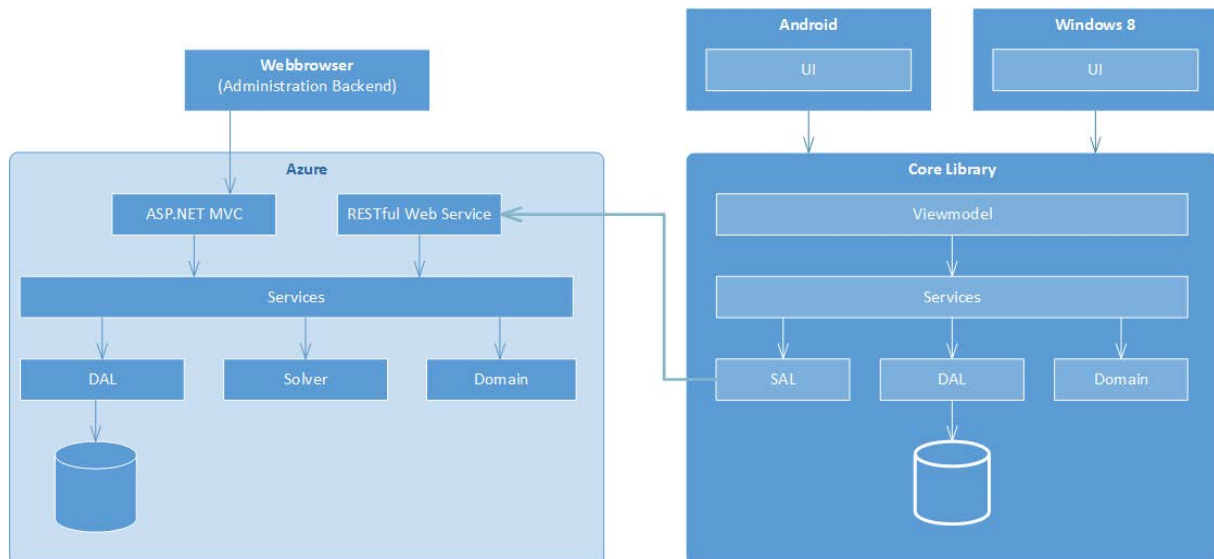 Webbrowser
(Administration Backend)
Azure
ASP.NET MVC
RESTful Web Service
Services
DAL
Solver
Domain
Android
UI
Windows 8
UI
Core Library
Viewmodel
Services
SAL
DAL
Domain